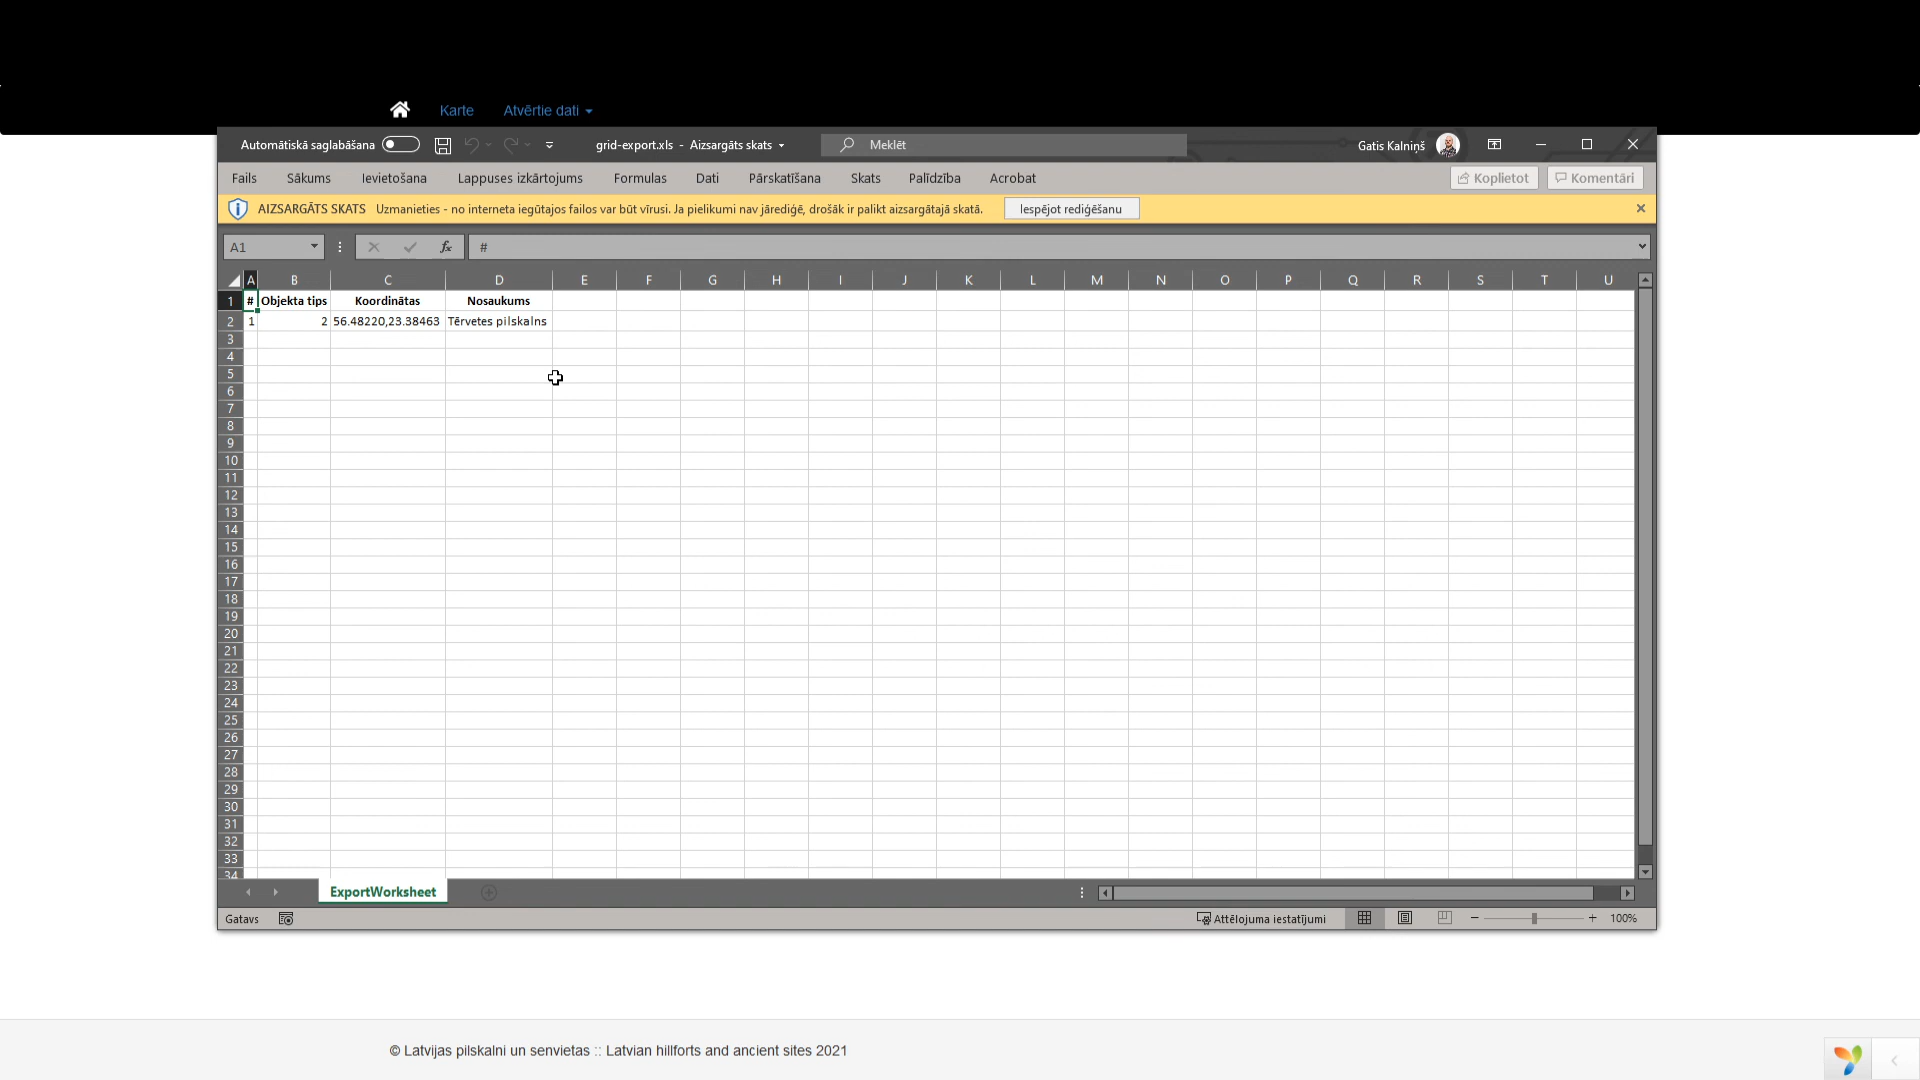 Karte Atvērtie dati
Automātiskā saglabāšana grid-export.xls - Aizsargāts skats Meklēt Gatis Kalniņš
Fails Sākums Ievietošana Lappuses izkārtojums Formulas Dati Pārskatīšana Skats Palīdzība Acrobat Koplietot Komentāri
AIZSARGĀTS SKATS Uzmanieties - no interneta iegūtajos failos var būt vīrusi. Ja pielikumi nav jārediģē, drošāk ir palikt aizsargātajā skatā. Iespējot rediģēšanu
A1 fx #
A B C D E F G H I J K L M N O P Q R S T U
1 # Objekta tips Koordinātas Nosaukums
2 1 2 56.48220,23.38463 Tērvetes pilskalns
3
4
5
6
7
8
9
10
11
12
13
14
15
16
17
18
19
20
21
22
23
24
25
26
27
28
29
30
31
32
33
34
ExportWorksheet
Gatavs Attēlojuma iestatījumi 100%
© Latvijas pilskalni un senvietas :: Latvian hillforts and ancient sites 2021